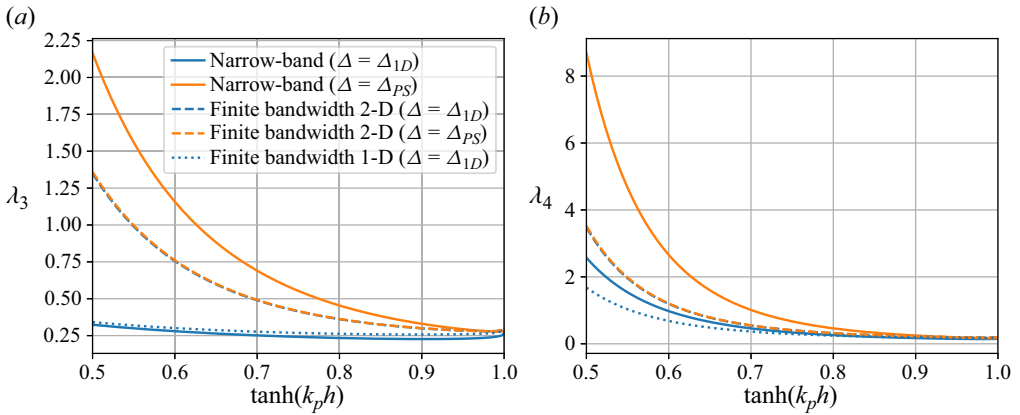 (a)
(b)
2.25
2.00
1.75
1.50
1.25
1.00
0.75
0.50
0.25
λ3
Narrow-band (Δ = Δ1D)
Narrow-band (Δ = ΔPS)
Finite bandwidth 2-D (Δ = Δ1D)
Finite bandwidth 2-D (Δ = ΔPS)
Finite bandwidth 1-D (Δ = Δ1D)
0.5 0.6 0.7 0.8 0.9 1.0
tanh(kph)
8
6
4
2
0
λ4
0.5 0.6 0.7 0.8 0.9 1.0
tanh(kph)